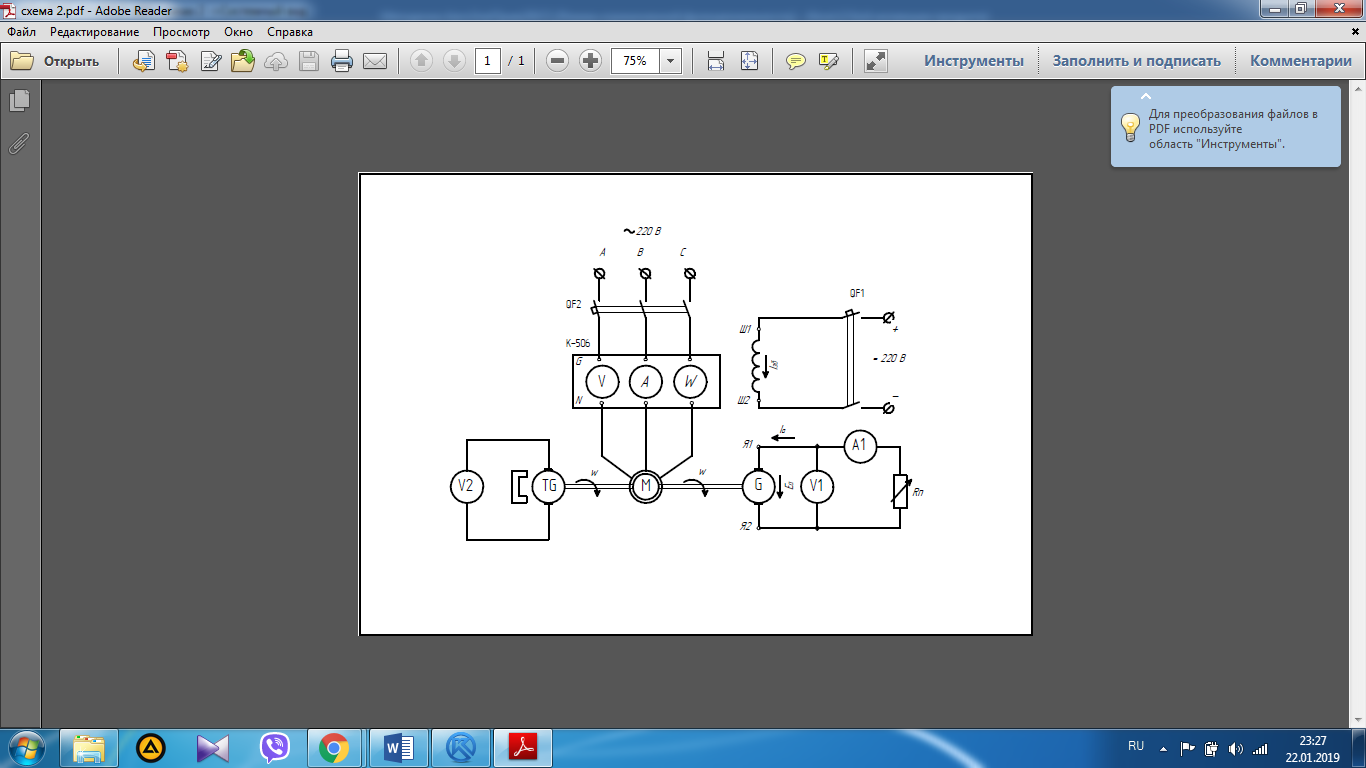 схема 2.pdf - Adobe Reader
Файл Редактирование Просмотр Окно Справка
Открыть 1 / 1 75% Инструменты Заполнить и подписать Комментарии
Для преобразования файлов в
PDF используйте
область "Инструменты".
~220 В
A B C
QF2
QF1
K-506
G
V A W
N
Ш1
Ш2
+
- 220 В
–
Я1
A1
V2
TG
w
M
w
G
V1
Rп
Я2
RU
23:27
22.01.2019